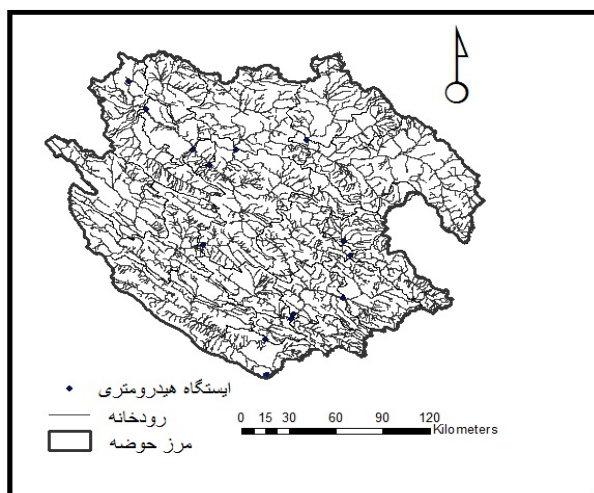 ایستگاه هیدرومتری
رودخانه
مرز حوضه
0 15 30 60 90 120
Kilometers